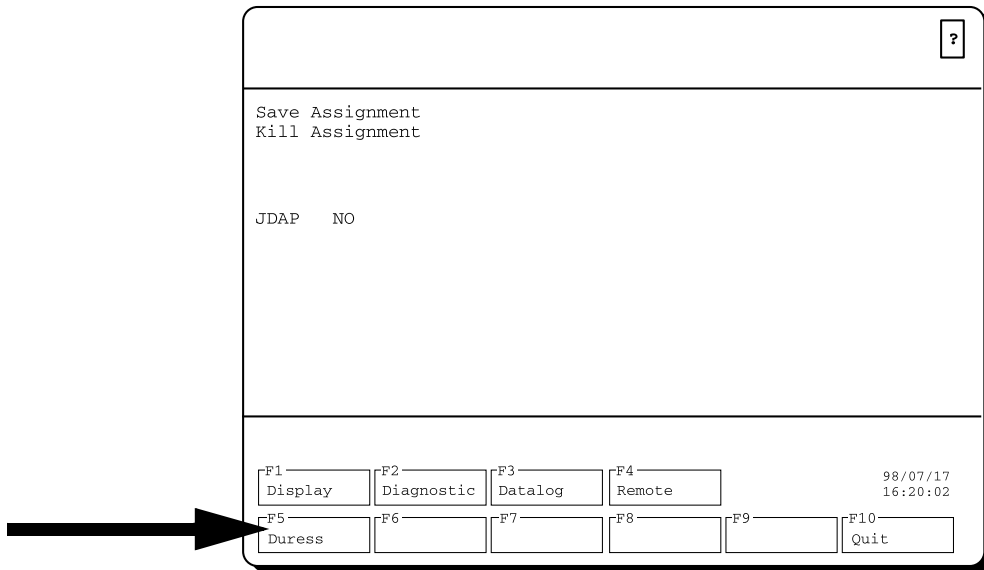 ?
Save Assignment
Kill Assignment
JDAP NO
F1 F2 F3 F4
Display Diagnostic Datalog Remote
98/07/17
16:20:02
F5 F6 F7 F8 F9 F10
Duress Quit